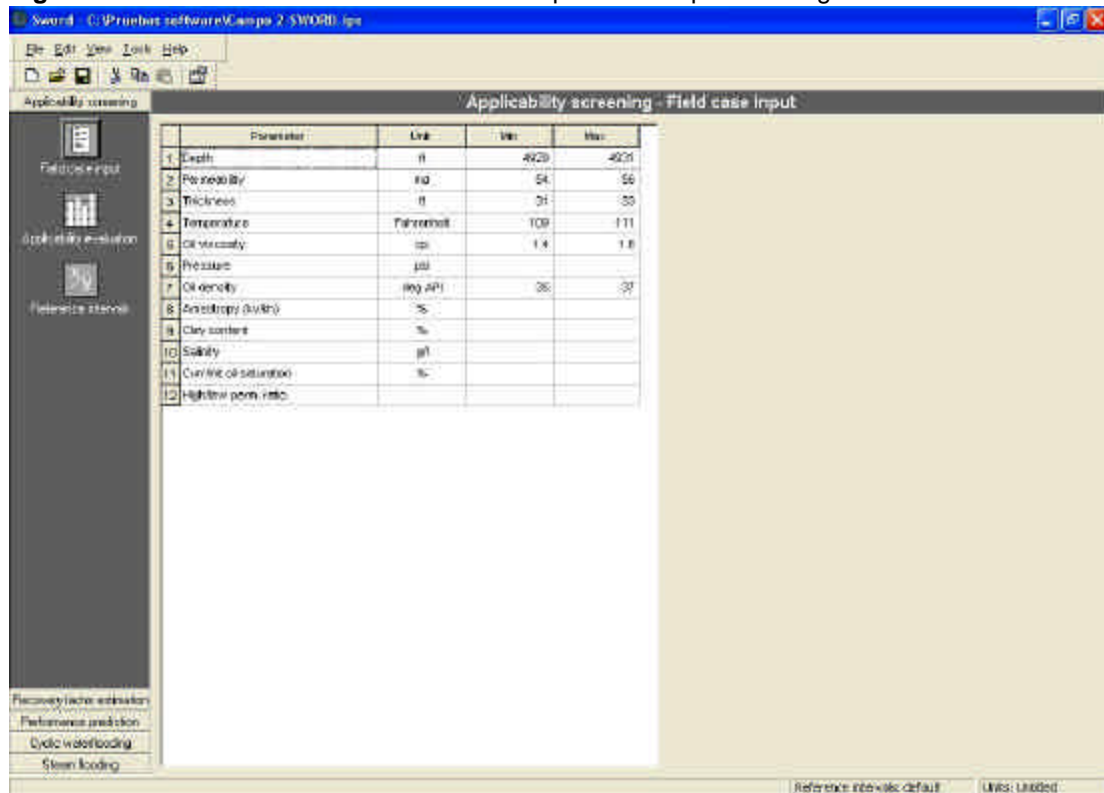 Sword - C:\Pruebas software\Campo 2-SWORD.ips
File Edit View Tools Help
Applicability screening
Applicability screening - Field case input
Field case input
Applicability evaluation
Reference intervals
Parameter Unit Min Max
1 Depth ft 4929 4931
2 Permeability md 54 56
3 Thickness ft 31 33
4 Temperature Fahrenheit 109 111
5 Oil viscosity cp 1.4
6 Pressure psi
7 Oil density deg API 37
8 Anisotropy (kv/kh) %
9 Clay content %
10 Salinity g/l
11 Current oil saturation %
12 High/low perm. ratio
Recovery factor estimation
Performance prediction
Cyclic waterflooding
Steam flooding
Reference intervals: default Units: Untitled